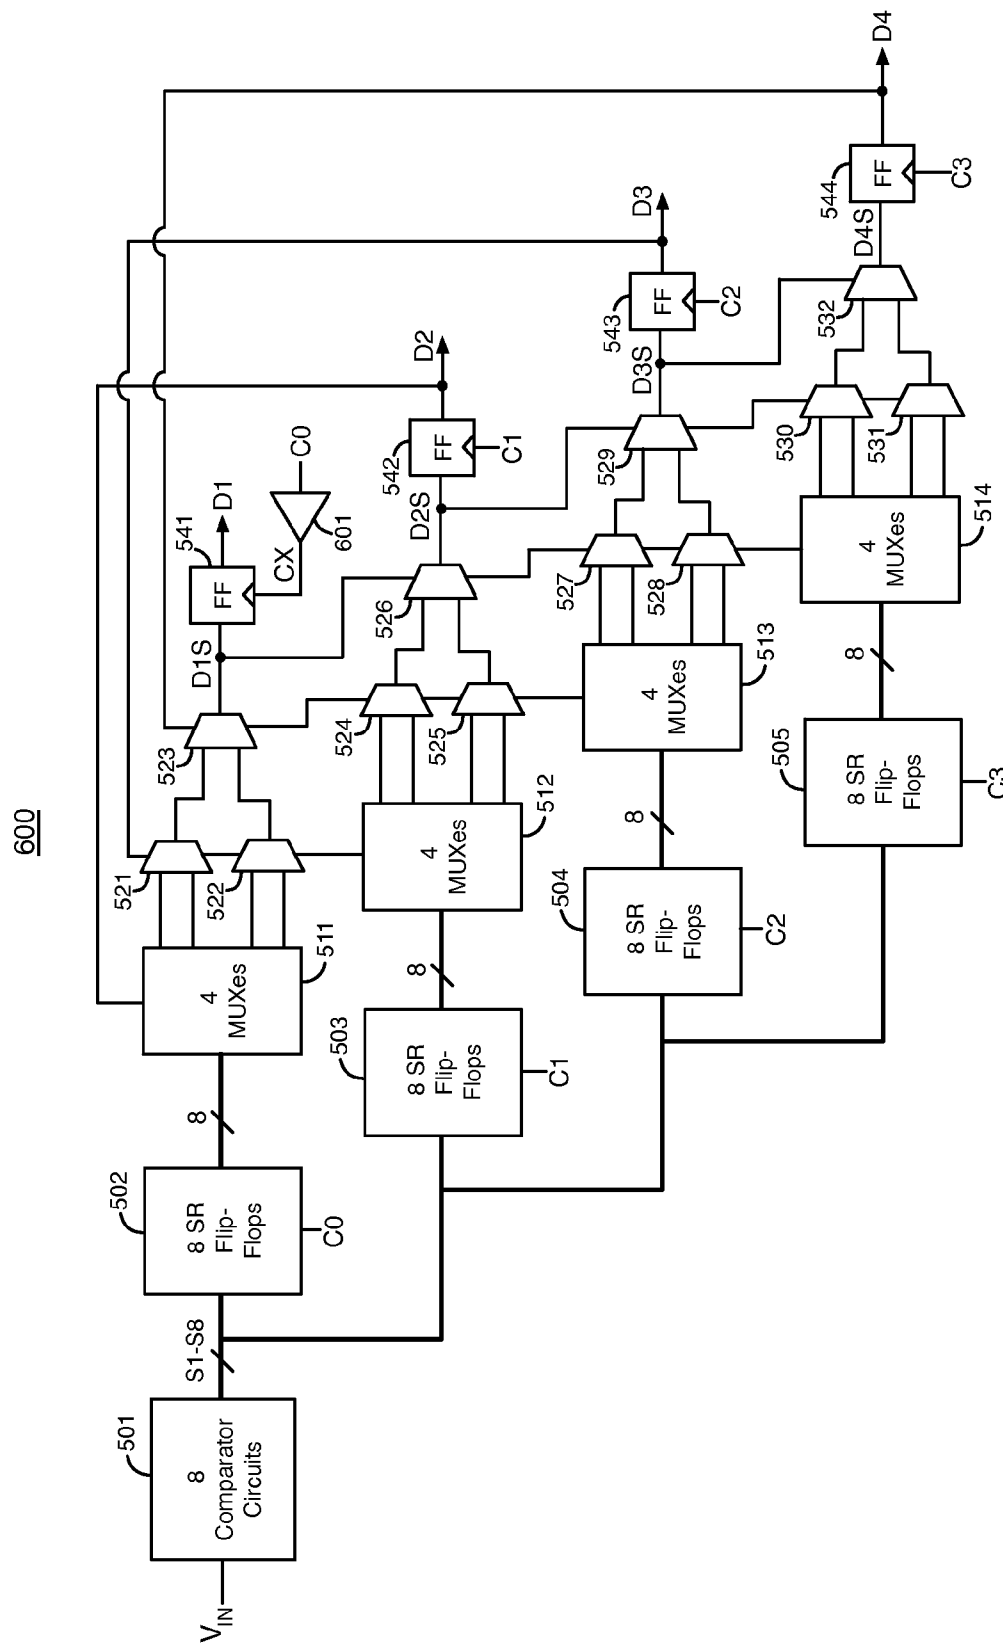 600
V_IN
501
8
Comparator
Circuits
S1-S8
502
8 SR
Flip-
Flops
C0
8
511
4
MUXes
521
522
523
D1S
541
FF
D1
CX
601
C0
503
8 SR
Flip-
Flops
C1
8
512
4
MUXes
524
525
526
D2S
542
FF
C1
D2
504
8 SR
Flip-
Flops
C2
8
513
4
MUXes
527
528
529
D3S
543
FF
C2
D3
505
8 SR
Flip-
Flops
C3
8
514
4
MUXes
530
531
532
D4S
544
FF
C3
D4